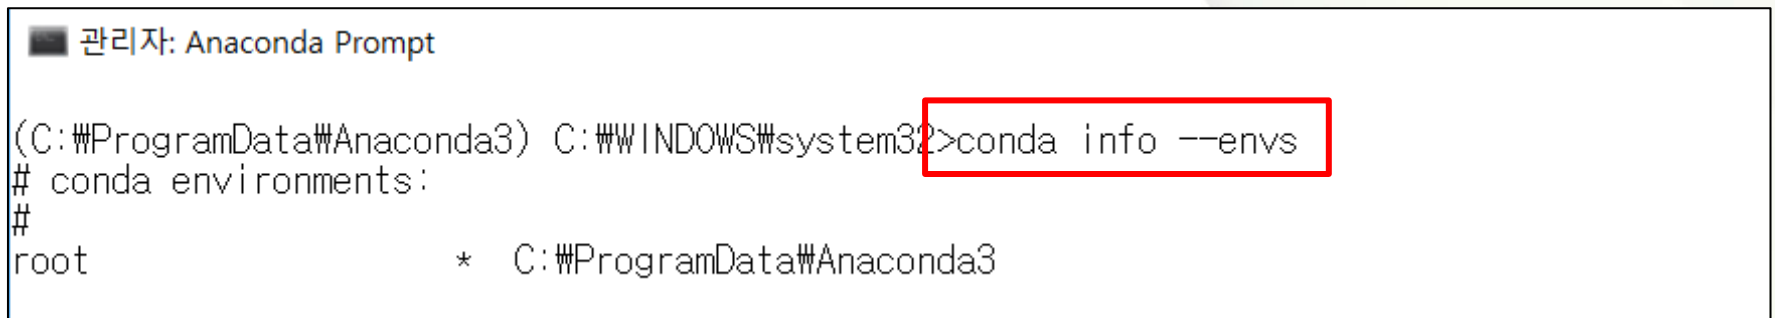 관리자: Anaconda Prompt
(C:₩ProgramData₩Anaconda3) C:₩WINDOWS₩system32>conda info --envs
# conda environments:
#
root * C:₩ProgramData₩Anaconda3